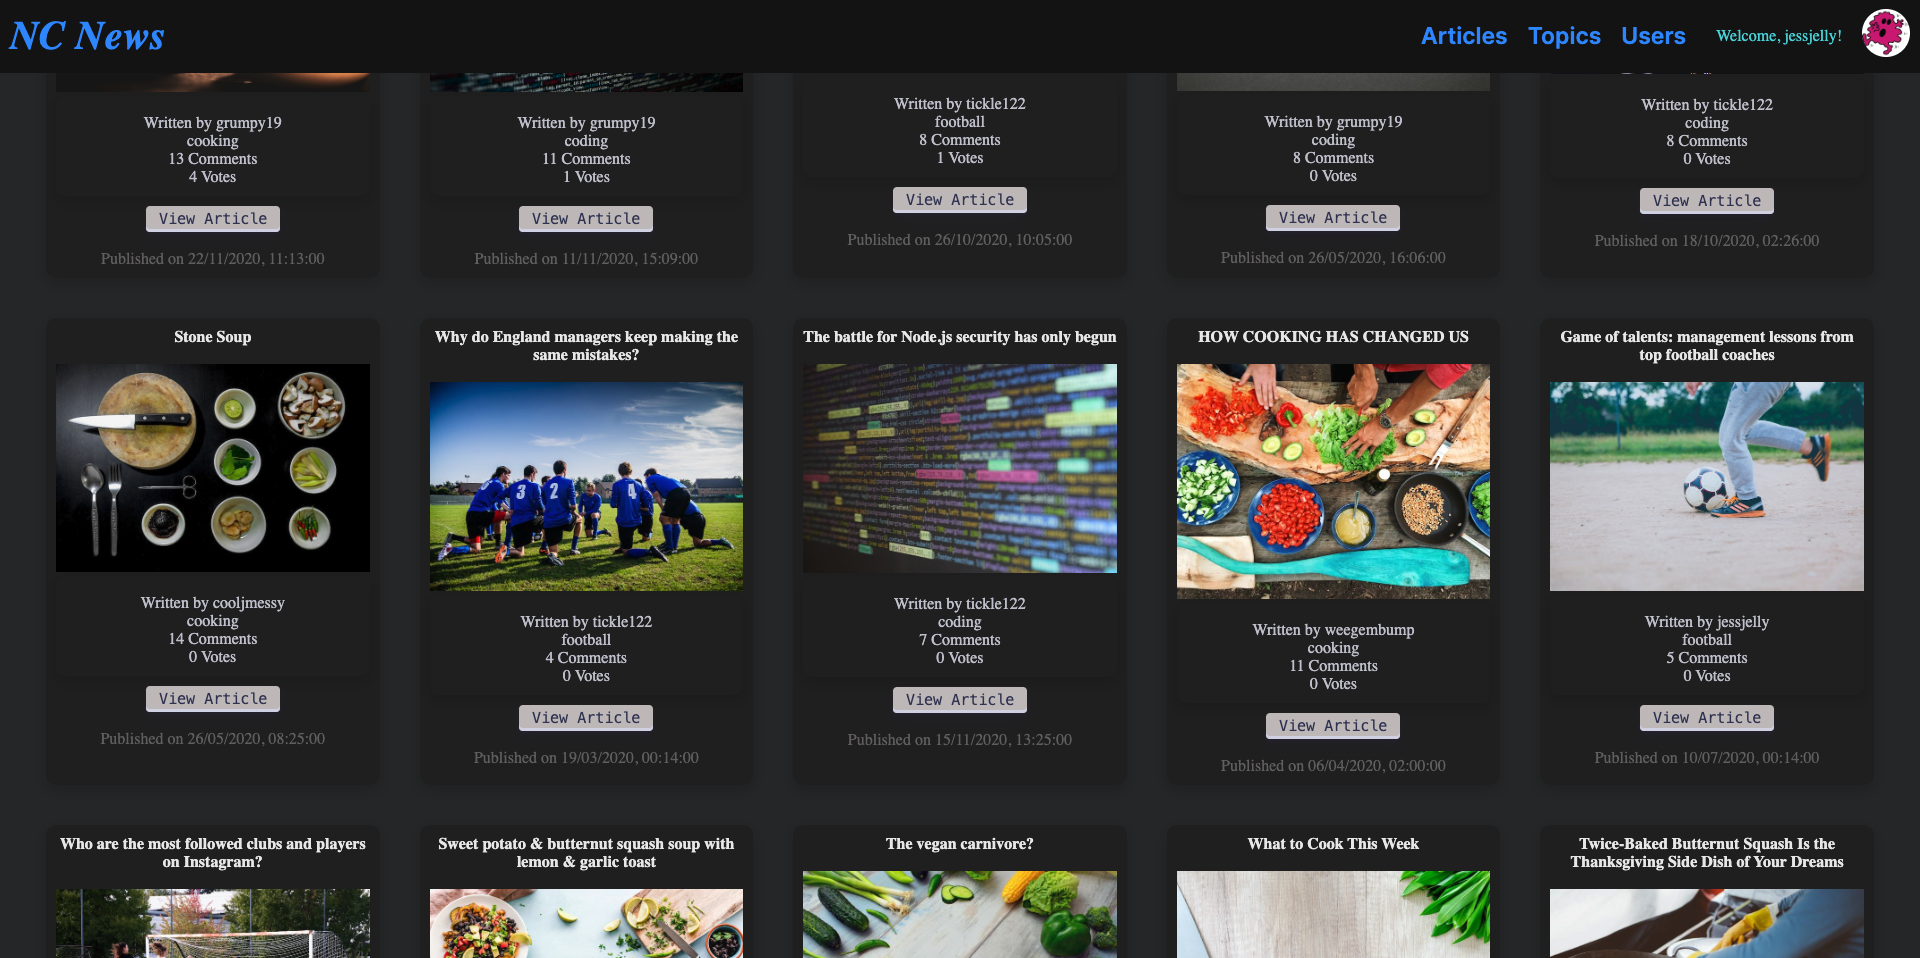 NC News
Articles
Topics
Users
Welcome, jessjelly!
Written by grumpy19
cooking
13 Comments
4 Votes
View Article
Published on 22/11/2020, 11:13:00
Written by grumpy19
coding
11 Comments
1 Votes
View Article
Published on 11/11/2020, 15:09:00
Written by tickle122
football
8 Comments
1 Votes
View Article
Published on 26/10/2020, 10:05:00
Written by grumpy19
coding
8 Comments
0 Votes
View Article
Published on 26/05/2020, 16:06:00
Written by tickle122
coding
8 Comments
0 Votes
View Article
Published on 18/10/2020, 02:26:00
Stone Soup
Written by cooljmessy
cooking
14 Comments
0 Votes
View Article
Published on 26/05/2020, 08:25:00
Why do England managers keep making the
same mistakes?
3
2
4
Written by tickle122
football
4 Comments
0 Votes
View Article
Published on 19/03/2020, 00:14:00
The battle for Node.js security has only begun
Written by tickle122
coding
7 Comments
0 Votes
View Article
Published on 15/11/2020, 13:25:00
HOW COOKING HAS CHANGED US
Written by weegembump
cooking
11 Comments
0 Votes
View Article
Published on 06/04/2020, 02:00:00
Game of talents: management lessons from
top football coaches
Written by jessjelly
football
5 Comments
0 Votes
View Article
Published on 10/07/2020, 00:14:00
Who are the most followed clubs and players
on Instagram?
Sweet potato & butternut squash soup with
lemon & garlic toast
The vegan carnivore?
What to Cook This Week
Twice-Baked Butternut Squash Is the
Thanksgiving Side Dish of Your Dreams